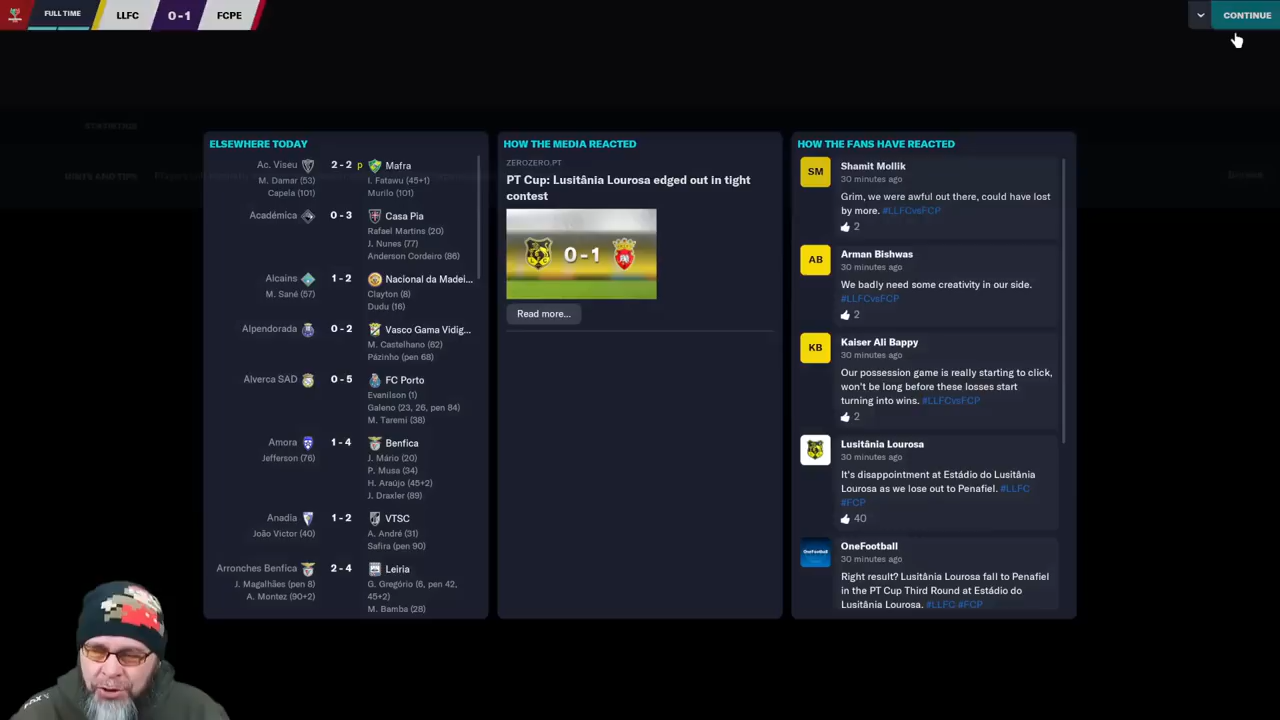 FULL TIME
LLFC 0-1 FCPE
CONTINUE
ELSEWHERE TODAY
Ac. Viseu 2 - 2 p Mafra
M. Damar (53) I. Fatawu (45+1)
Capela (101) Murilo (101)
Académica 0 - 3 Casa Pia
Rafael Martins (20)
J. Nunes (77)
Anderson Cordeiro (86)
Alcains 1 - 2 Nacional da Madei...
M. Sané (57) Clayton (8)
Dudu (16)
Alpendorada 0 - 2 Vasco Gama Vidig...
M. Castelhano (82)
Pázinho (pen 68)
Alverca SAD 0 - 5 FC Porto
Evanilson (1)
Galeno (23, 26, pen 84)
M. Taremi (38)
Amora 1 - 4 Benfica
Jefferson (76) J. Mário (20)
P. Musa (34)
H. Araújo (45+2)
J. Draxler (89)
Anadia 1 - 2 VTSC
João Victor (40) A. André (31)
Safira (pen 90)
Arronches Benfica 2 - 4 Leiria
J. Magalhães (pen 8) G. Gregório (6, pen 42,
A. Montez (90+2) 45+2)
M. Bamba (28)
HOW THE MEDIA REACTED
ZEROZERO.PT
PT Cup: Lusitânia Lourosa edged out in tight
contest
0-1
Read more...
HOW THE FANS HAVE REACTED
SM
Shamit Mollik
30 minutes ago
Grim, we were awful out there, could have lost
by more. #LLFCvsFCP
2
AB
Arman Bishwas
30 minutes ago
We badly need some creativity in our side.
#LLFCvsFCP
2
KB
Kaiser Ali Bappy
30 minutes ago
Our possession game is really starting to click,
won't be long before these losses start
turning into wins. #LLFCvsFCP
2
Lusitânia Lourosa
30 minutes ago
It's disappointment at Estádio do Lusitânia
Lourosa as we lose out to Penafiel. #LLFC
#FCP
40
OneFootball
OneFootball
30 minutes ago
Right result? Lusitânia Lourosa fall to Penafiel
in the PT Cup Third Round at Estádio do
Lusitânia Lourosa. #LLFC #FCP
STATISTICS
HINTS AND TIPS
FOX